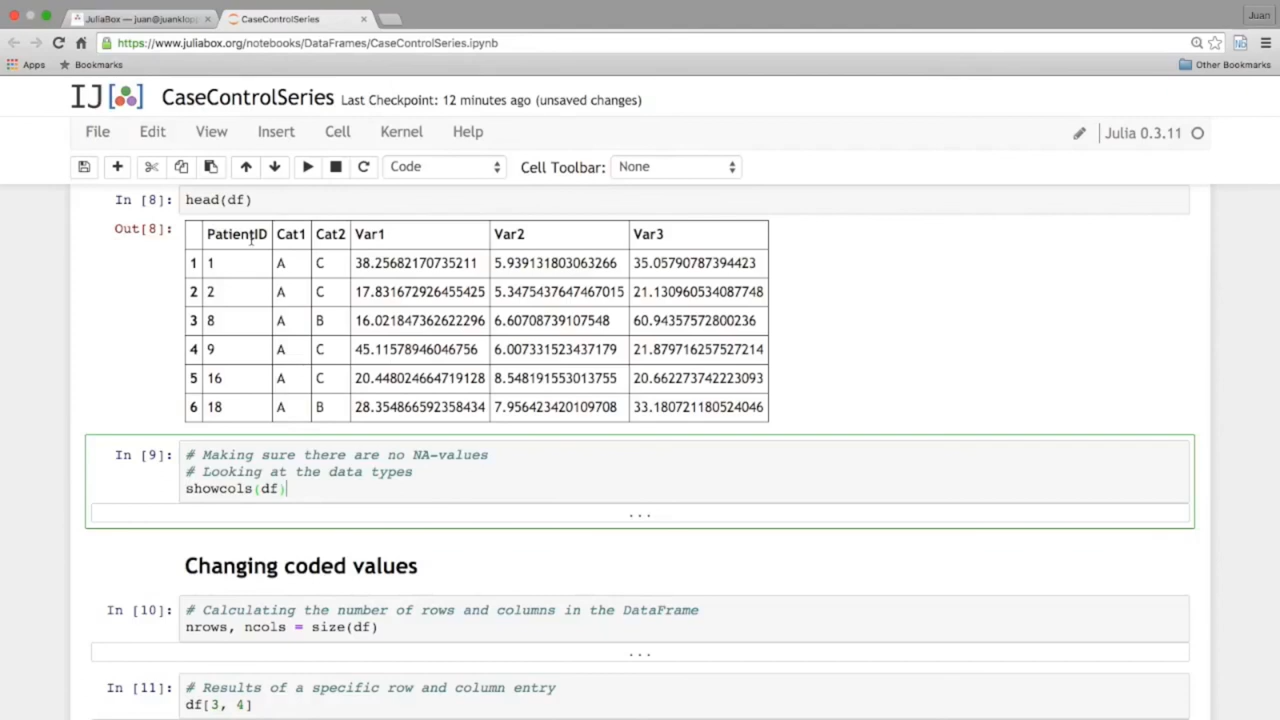 JuliaBox — juan@juanklop
CaseControlSeries
Juan
https://www.juliabox.org/notebooks/DataFrames/CaseControlSeries.ipynb
Apps Bookmarks Other Bookmarks
IJ[ ] CaseControlSeries Last Checkpoint: 12 minutes ago (unsaved changes)
File Edit View Insert Cell Kernel Help Julia 0.3.11
Code Cell Toolbar: None
In [8]: head(df)
Out[8]:
PatientID Cat1 Cat2 Var1 Var2 Var3
1 1 A C 38.25682170735211 5.939131803063266 35.05790787394423
2 2 A C 17.831672926455425 5.3475437647467015 21.130960534087748
3 8 A B 16.021847362622296 6.60708739107548 60.94357572800236
4 9 A C 45.11578946046756 6.007331523437179 21.879716257527214
5 16 A C 20.448024664719128 8.548191553013755 20.662273742223093
6 18 A B 28.354866592358434 7.956423420109708 33.180721180524046
In [9]: # Making sure there are no NA-values
# Looking at the data types
showcols(df)
...
Changing coded values
In [10]: # Calculating the number of rows and columns in the DataFrame
nrows, ncols = size(df)
...
In [11]: # Results of a specific row and column entry
df[3, 4]